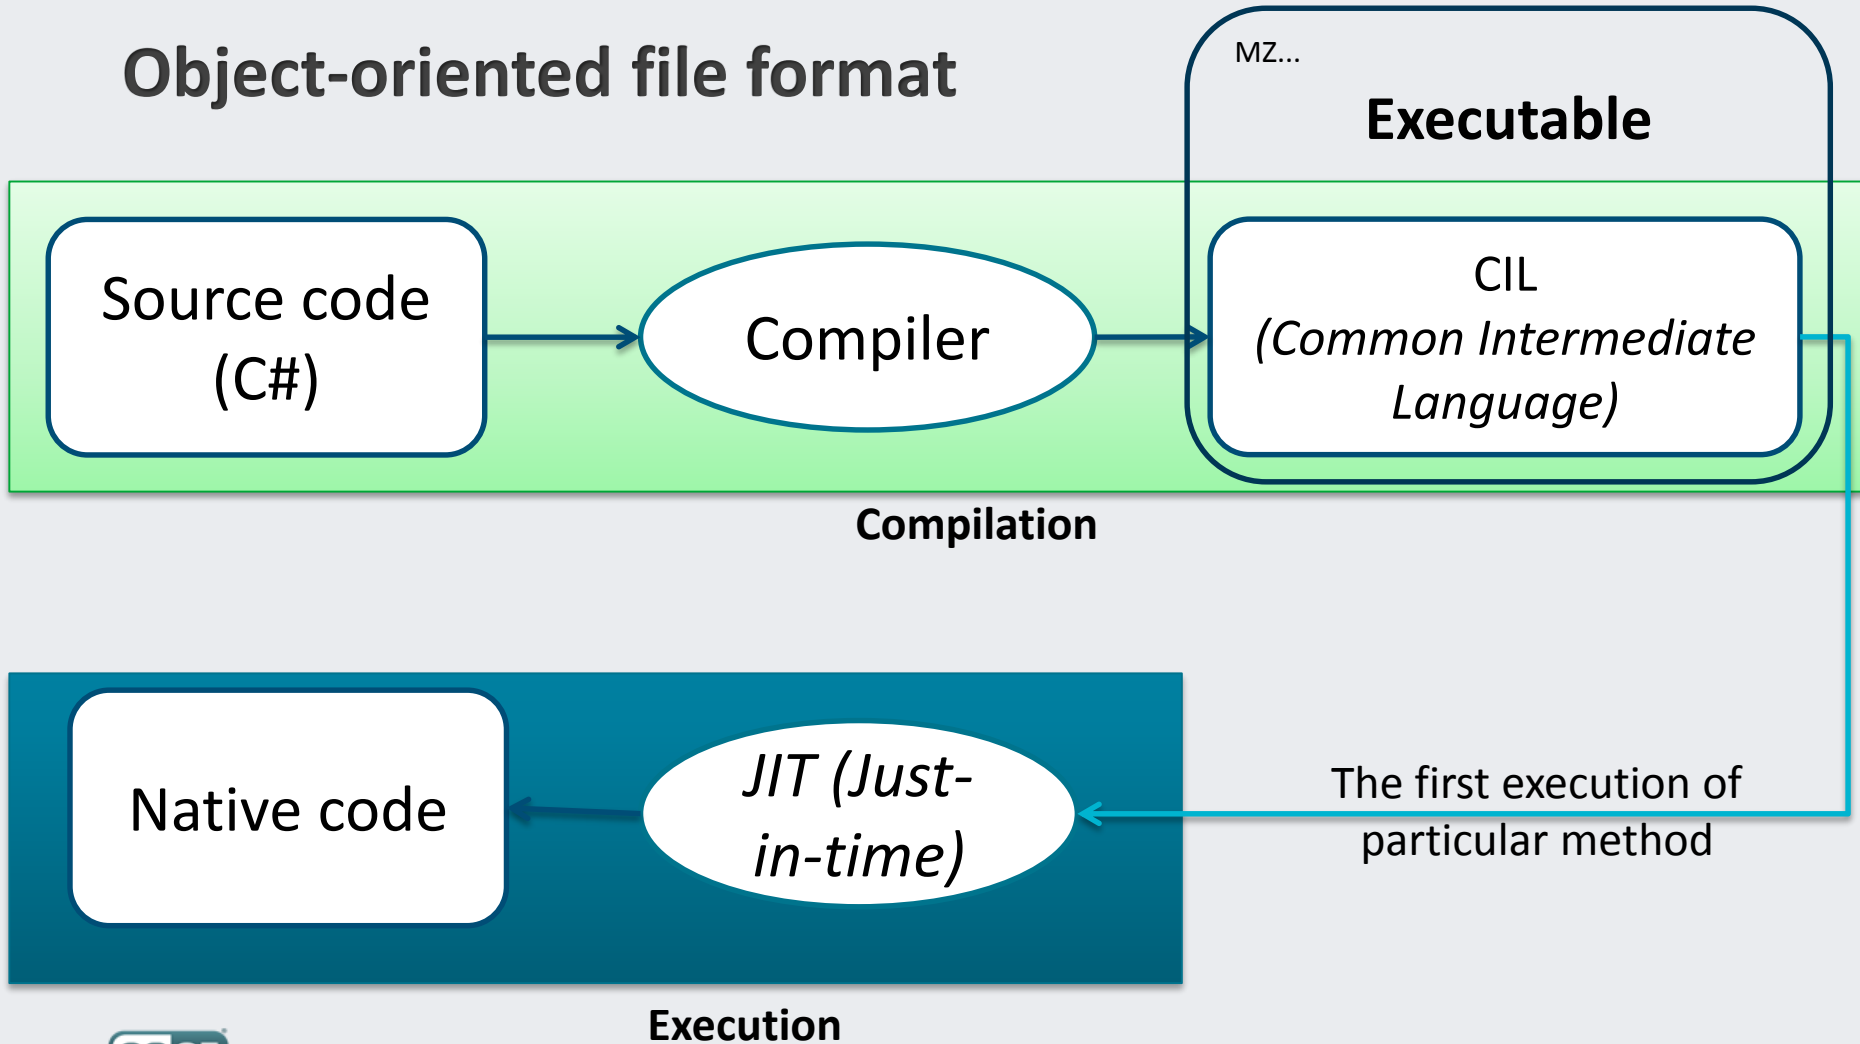 Object-oriented file format
MZ...
Executable
Source code
(C#)
Compiler
CIL
(Common Intermediate
Language)
Compilation
Native code
JIT (Just-
in-time)
The first execution of
particular method
Execution